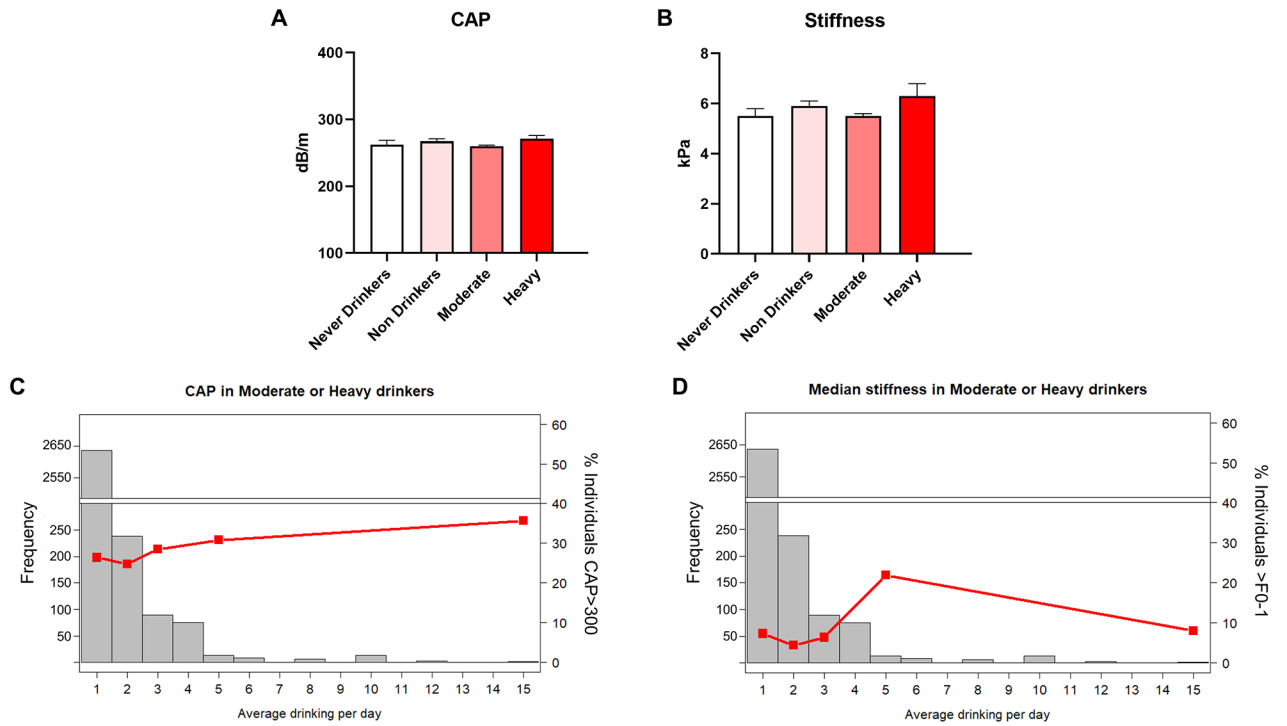 A
CAP
400
300
200
100
dB/m
Never Drinkers
Non Drinkers
Moderate
Heavy
B
Stiffness
8
6
4
2
0
kPa
Never Drinkers
Non Drinkers
Moderate
Heavy
C
CAP in Moderate or Heavy drinkers
2650
2550
250
200
150
100
50
Frequency
60
50
40
30
20
10
0
% Individuals CAP>300
1 2 3 4 5 6 7 8 9 10 11 12 13 14 15
Average drinking per day
D
Median stiffness in Moderate or Heavy drinkers
2650
2550
250
200
150
100
50
Frequency
60
50
40
30
20
10
0
% Individuals >F0-1
1 2 3 4 5 6 7 8 9 10 11 12 13 14 15
Average drinking per day